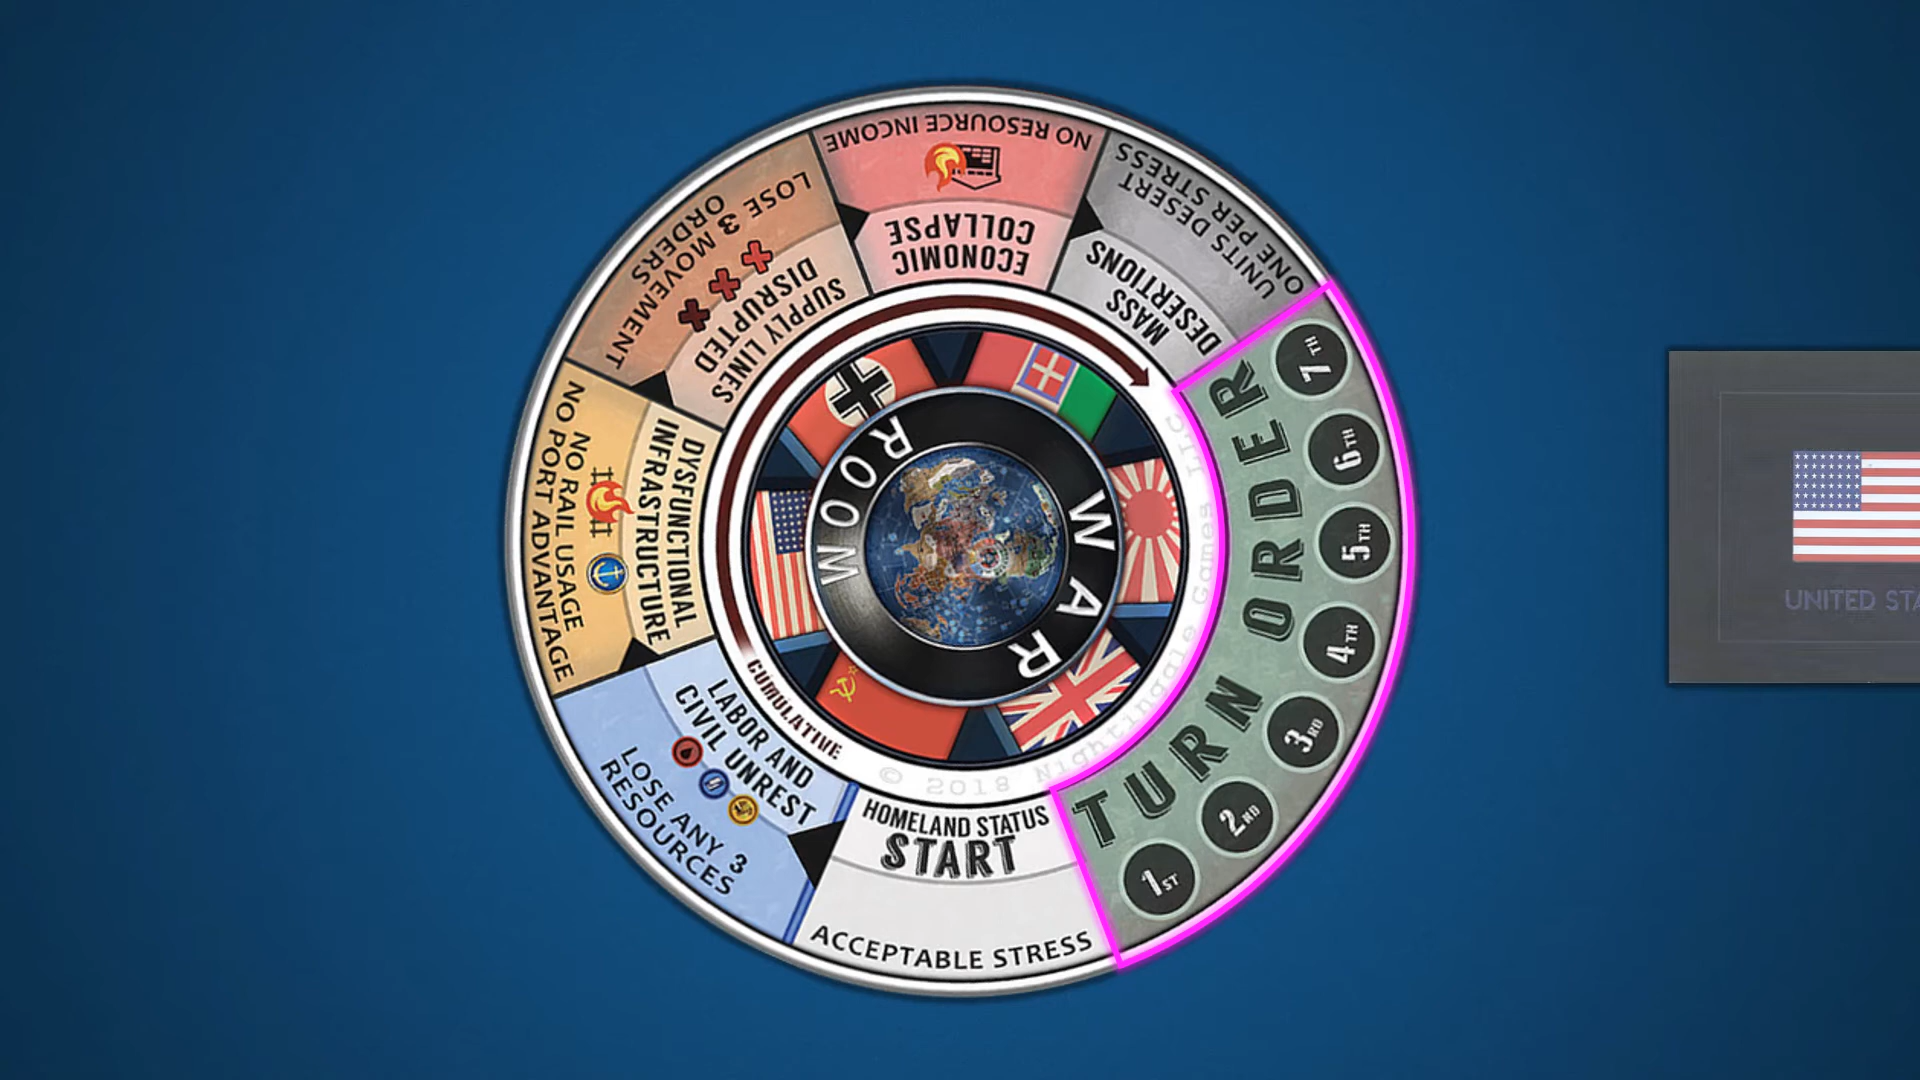 NO RESOURCE INCOME
ECONOMIC
COLLAPSE
UNITS DESERT
ONE PER STRESS
MASS
DESERTIONS
LOSE 3 MOVEMENT
ORDERS
SUPPLY LINES
DISRUPTED
DYSFUNCTIONAL
INFRASTRUCTURE
NO RAIL USAGE
NO PORT ADVANTAGE
LABOR AND
CIVIL UNREST
LOSE ANY 3
RESOURCES
CUMULATIVE
HOMELAND STATUS
START
ACCEPTABLE STRESS
TURN ORDER
1ST
2ND
3RD
4TH
5TH
6TH
7TH
WAR
ROOM
© 2018 Nightingale Games LLC
UNITED STA